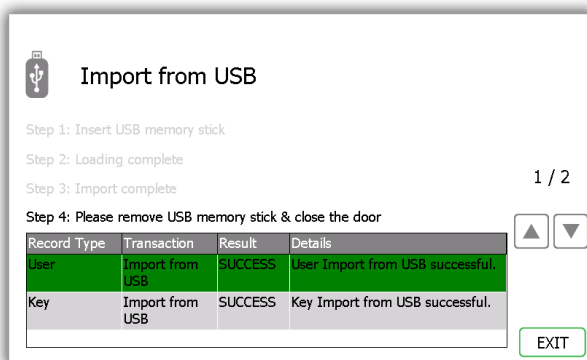 Import from USB
Step 1: Insert USB memory stick
Step 2: Loading complete
Step 3: Import complete
1 / 2
Step 4: Please remove USB memory stick & close the door
Record Type Transaction Result Details
User Import from USB SUCCESS User Import from USB successful.
Key Import from USB SUCCESS Key Import from USB successful.
EXIT